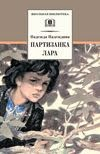 ШКОЛЬНАЯ БИБЛИОТЕКА
Надежда Надеждина
ПАРТИЗАНКА
ЛАРА